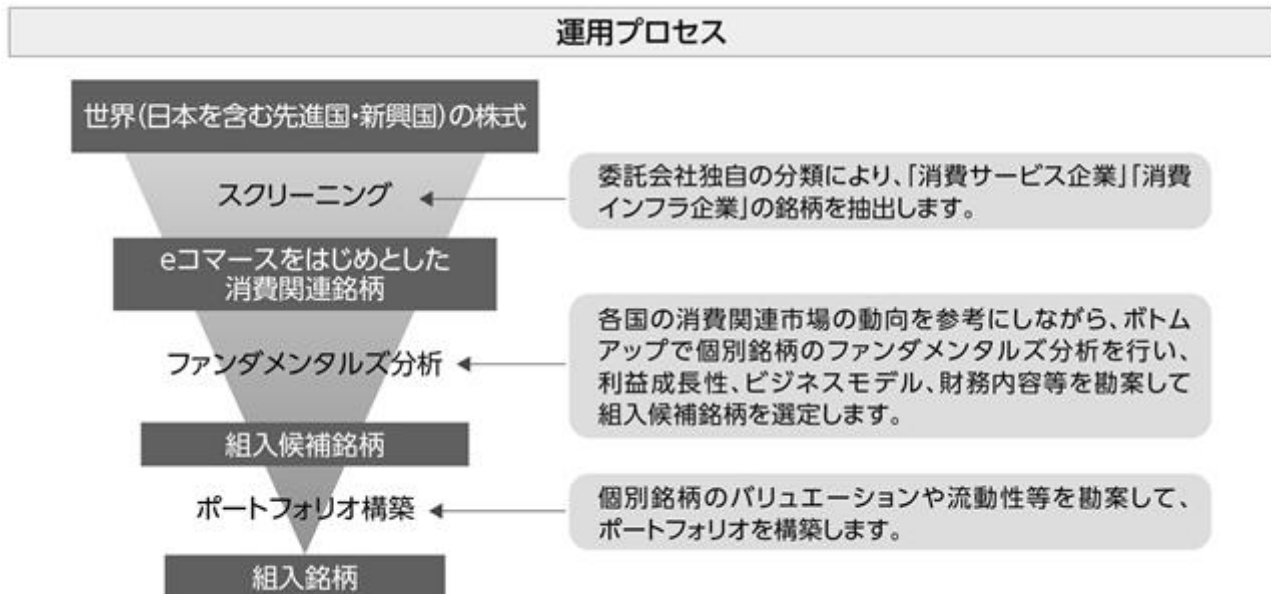 運用プロセス
世界(日本を含む先進国・新興国)の株式
スクリーニング
委託会社独自の分類により、「消費サービス企業」「消費
インフラ企業」の銘柄を抽出します。
eコマースをはじめとした
消費関連銘柄
ファンダメンタルズ分析
各国の消費関連市場の動向を参考にしながら、ボトム
アップで個別銘柄のファンダメンタルズ分析を行い、
利益成長性、ビジネスモデル、財務内容等を勘案して
組入候補銘柄を選定します。
組入候補銘柄
ポートフォリオ構築
個別銘柄のバリュエーションや流動性等を勘案して、
ポートフォリオを構築します。
組入銘柄